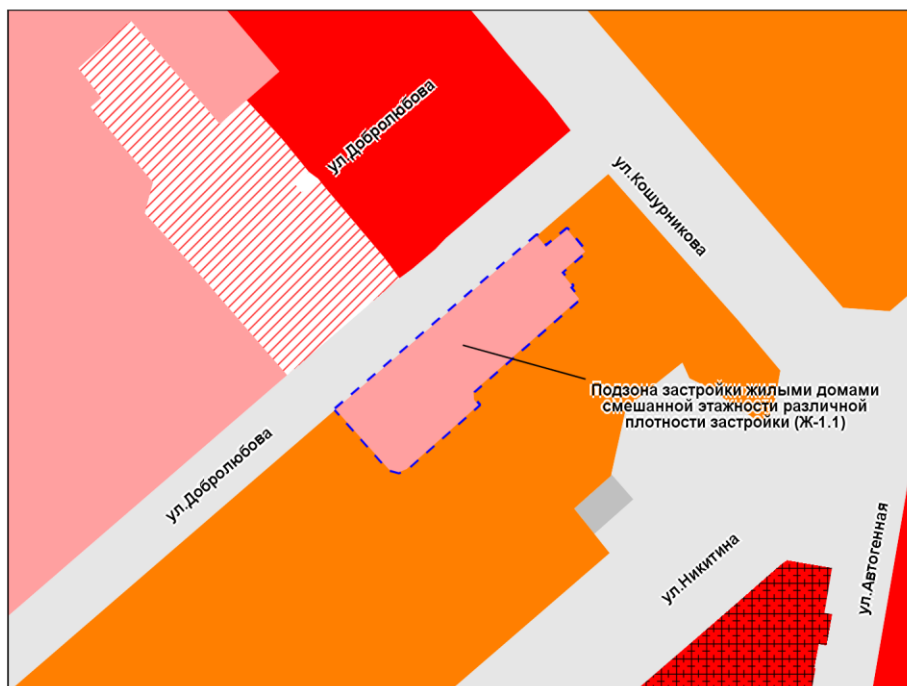 ул.Добролюбова
ул.Кошурникова
Подзона застройки жилыми домами
смешанной этажности различной
плотности застройки (Ж-1.1)
ул.Добролюбова
ул.Никитина
ул.Автогенная